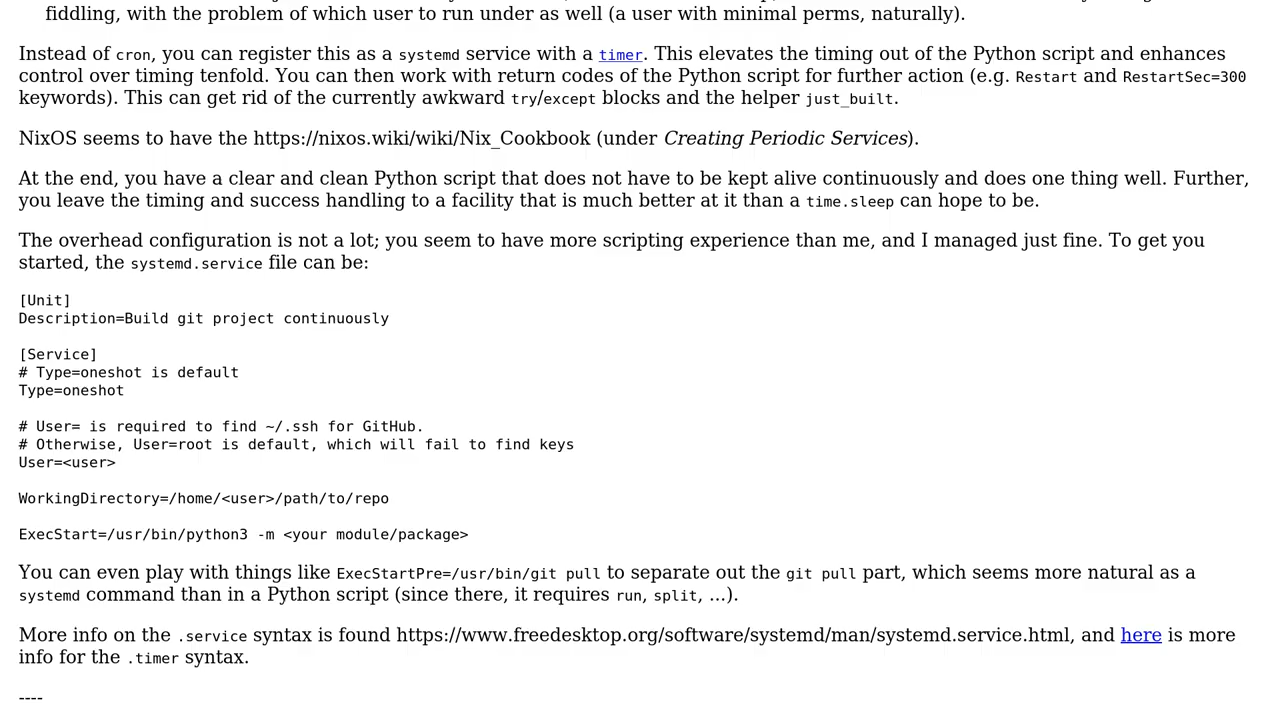 fiddling, with the problem of which user to run under as well (a user with minimal perms, naturally).
Instead of cron, you can register this as a systemd service with a timer. This elevates the timing out of the Python script and enhances
control over timing tenfold. You can then work with return codes of the Python script for further action (e.g. Restart and RestartSec=300
keywords). This can get rid of the currently awkward try/except blocks and the helper just_built.
NixOS seems to have the https://nixos.wiki/wiki/Nix_Cookbook (under Creating Periodic Services).
At the end, you have a clear and clean Python script that does not have to be kept alive continuously and does one thing well. Further,
you leave the timing and success handling to a facility that is much better at it than a time.sleep can hope to be.
The overhead configuration is not a lot; you seem to have more scripting experience than me, and I managed just fine. To get you
started, the systemd.service file can be:
[Unit]
Description=Build git project continuously
[Service]
# Type=oneshot is default
Type=oneshot
# User= is required to find ~/.ssh for GitHub.
# Otherwise, User=root is default, which will fail to find keys
User=<user>
WorkingDirectory=/home/<user>/path/to/repo
ExecStart=/usr/bin/python3 -m <your module/package>
You can even play with things like ExecStartPre=/usr/bin/git pull to separate out the git pull part, which seems more natural as a
systemd command than in a Python script (since there, it requires run, split, ...).
More info on the .service syntax is found https://www.freedesktop.org/software/systemd/man/systemd.service.html, and here is more
info for the .timer syntax.
----